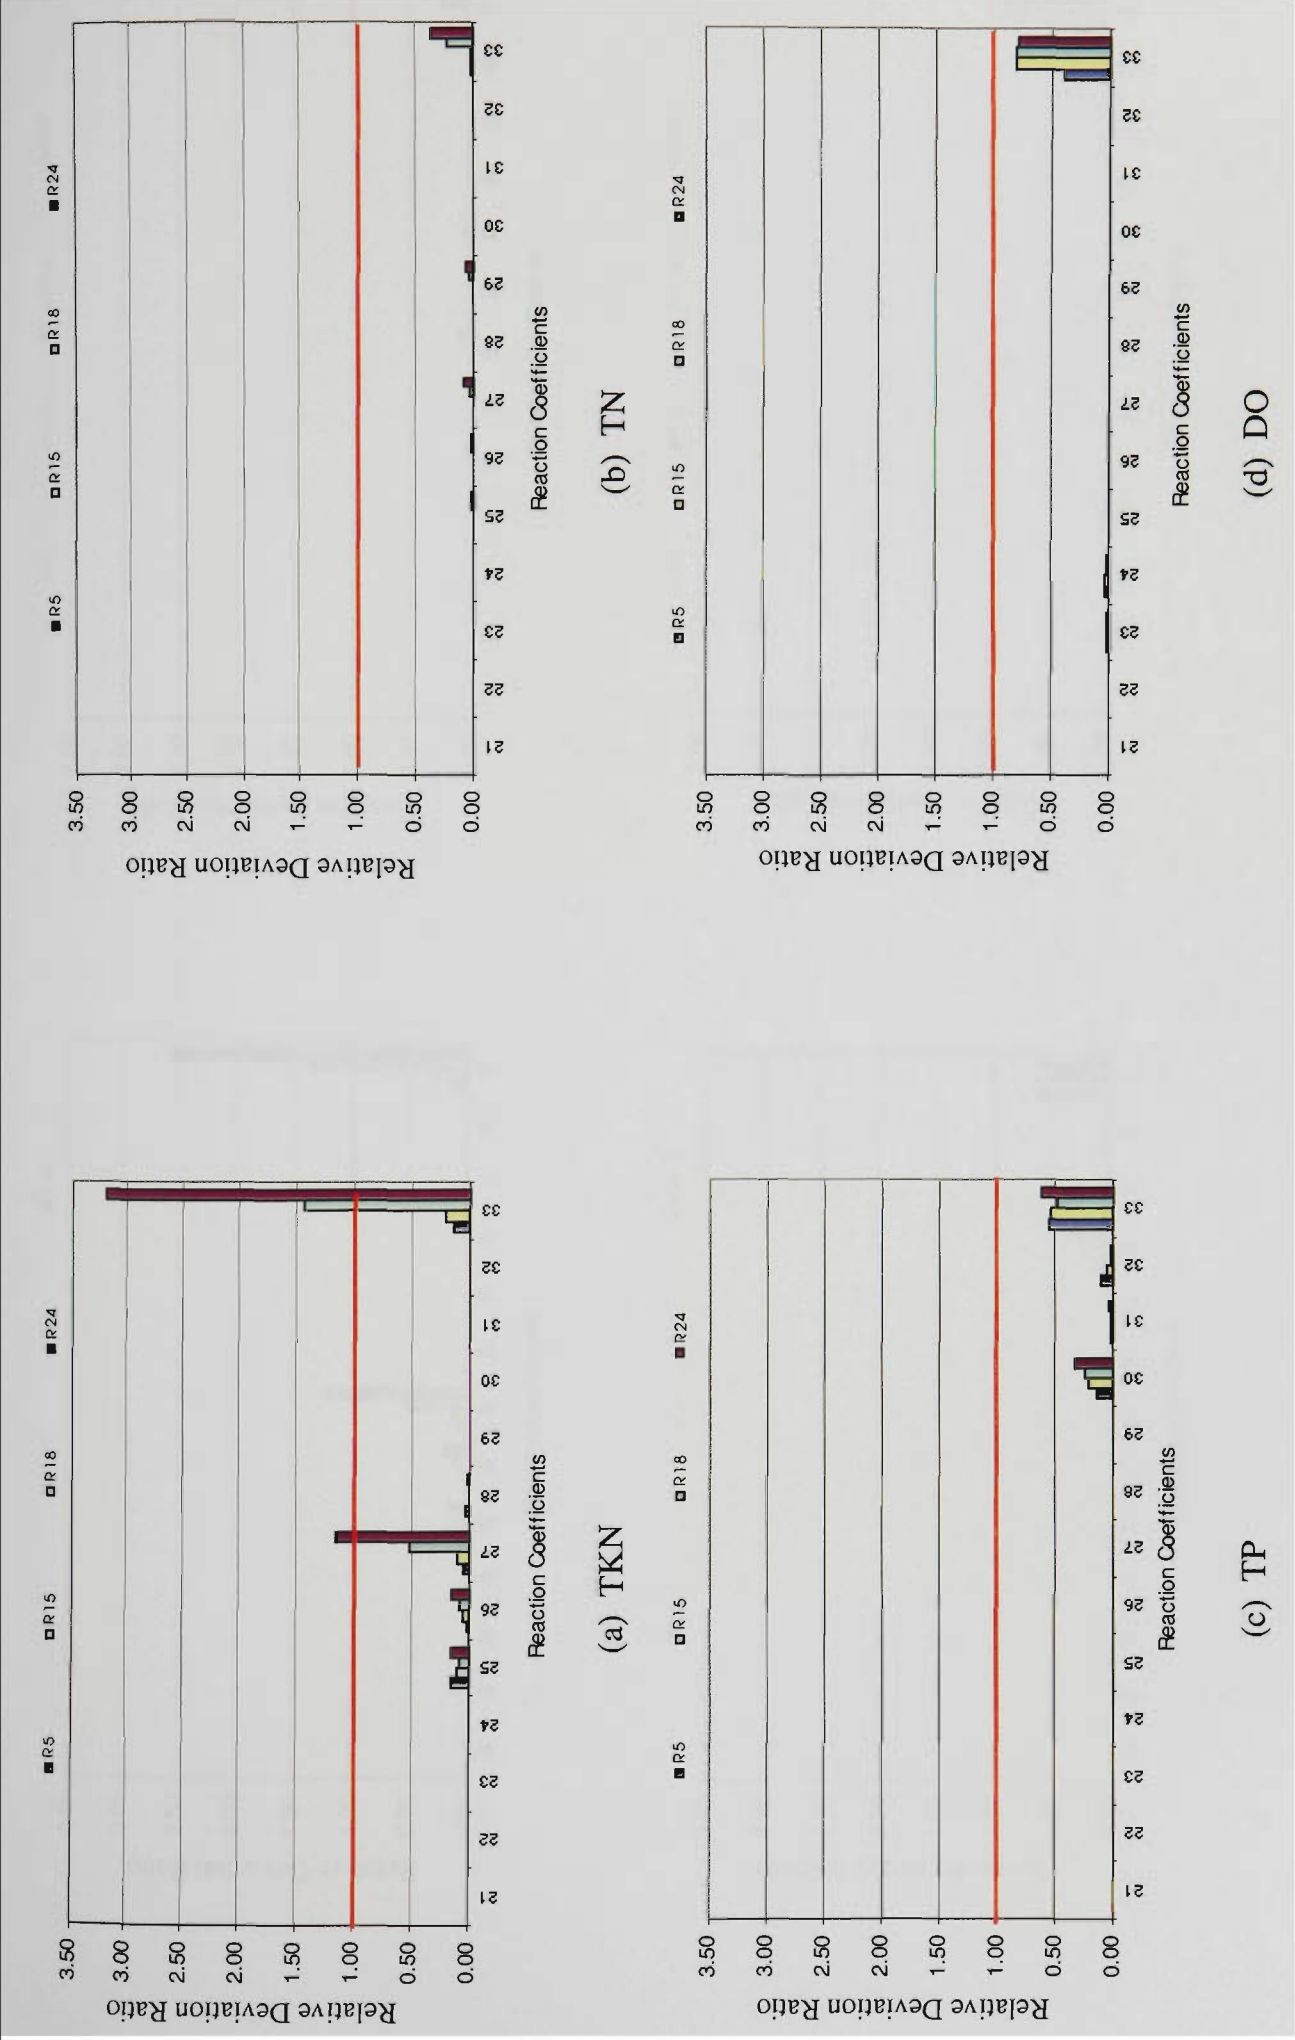 R5 R15 R18 R24
Relative Deviation Ratio
3.50
3.00
2.50
2.00
1.50
1.00
0.50
0.00
21 22 23 24 25 26 27 28 29 30 31 32 33
Reaction Coefficients
(a) TKN
R5 R15 R18 R24
Relative Deviation Ratio
3.50
3.00
2.50
2.00
1.50
1.00
0.50
0.00
21 22 23 24 25 26 27 28 29 30 31 32 33
Reaction Coefficients
(b) TN
R5 R15 R18 R24
Relative Deviation Ratio
3.50
3.00
2.50
2.00
1.50
1.00
0.50
0.00
21 22 23 24 25 26 27 28 29 30 31 32 33
Reaction Coefficients
(c) TP
R5 R15 R18 R24
Relative Deviation Ratio
3.50
3.00
2.50
2.00
1.50
1.00
0.50
0.00
21 22 23 24 25 26 27 28 29 30 31 32 33
Reaction Coefficients
(d) DO